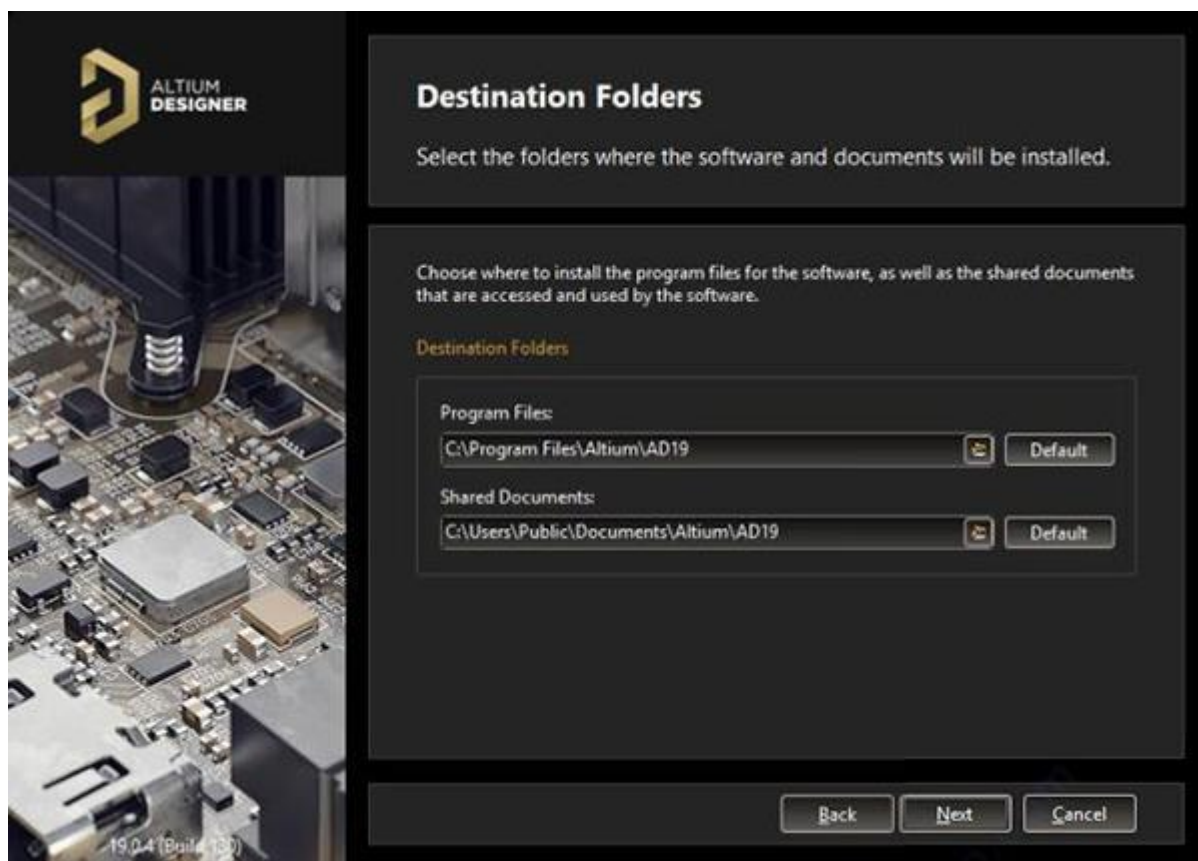 ALTIUM
DESIGNER
Destination Folders
Select the folders where the software and documents will be installed.
Choose where to install the program files for the software, as well as the shared documents
that are accessed and used by the software.
Destination Folders
Program Files:
C:\Program Files\Altium\AD19
Default
Shared Documents:
C:\Users\Public\Documents\Altium\AD19
Default
19.0.4 (Build 130)
Back
Next
Cancel